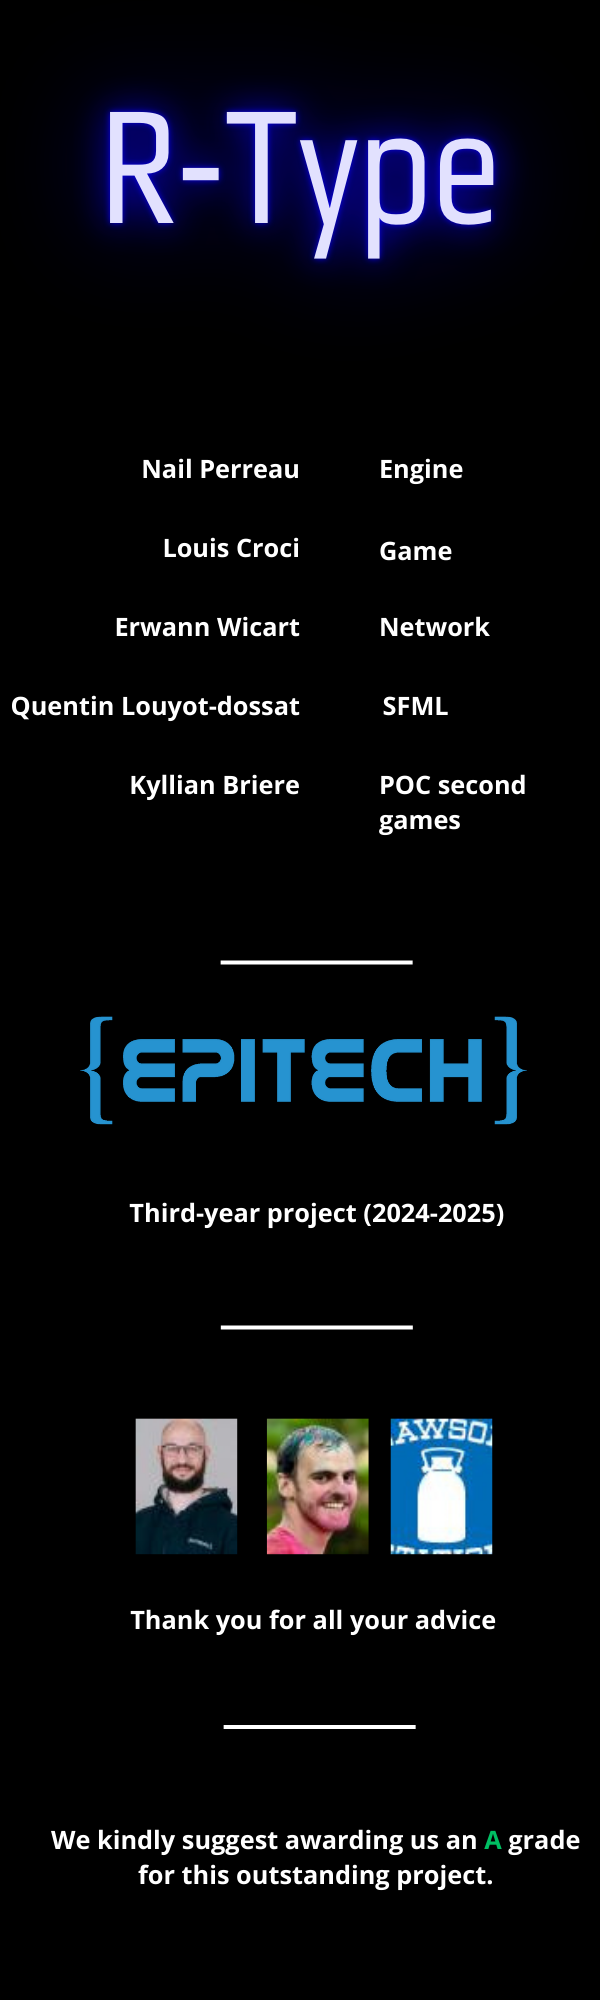 R-Type
Nail Perreau Engine
Louis Croci Game
Erwann Wicart Network
Quentin Louyot-dossat SFML
Kyllian Briere POC second
games
{EPITECH}
Third-year project (2024-2025)
Thank you for all your advice
We kindly suggest awarding us an A grade
for this outstanding project.